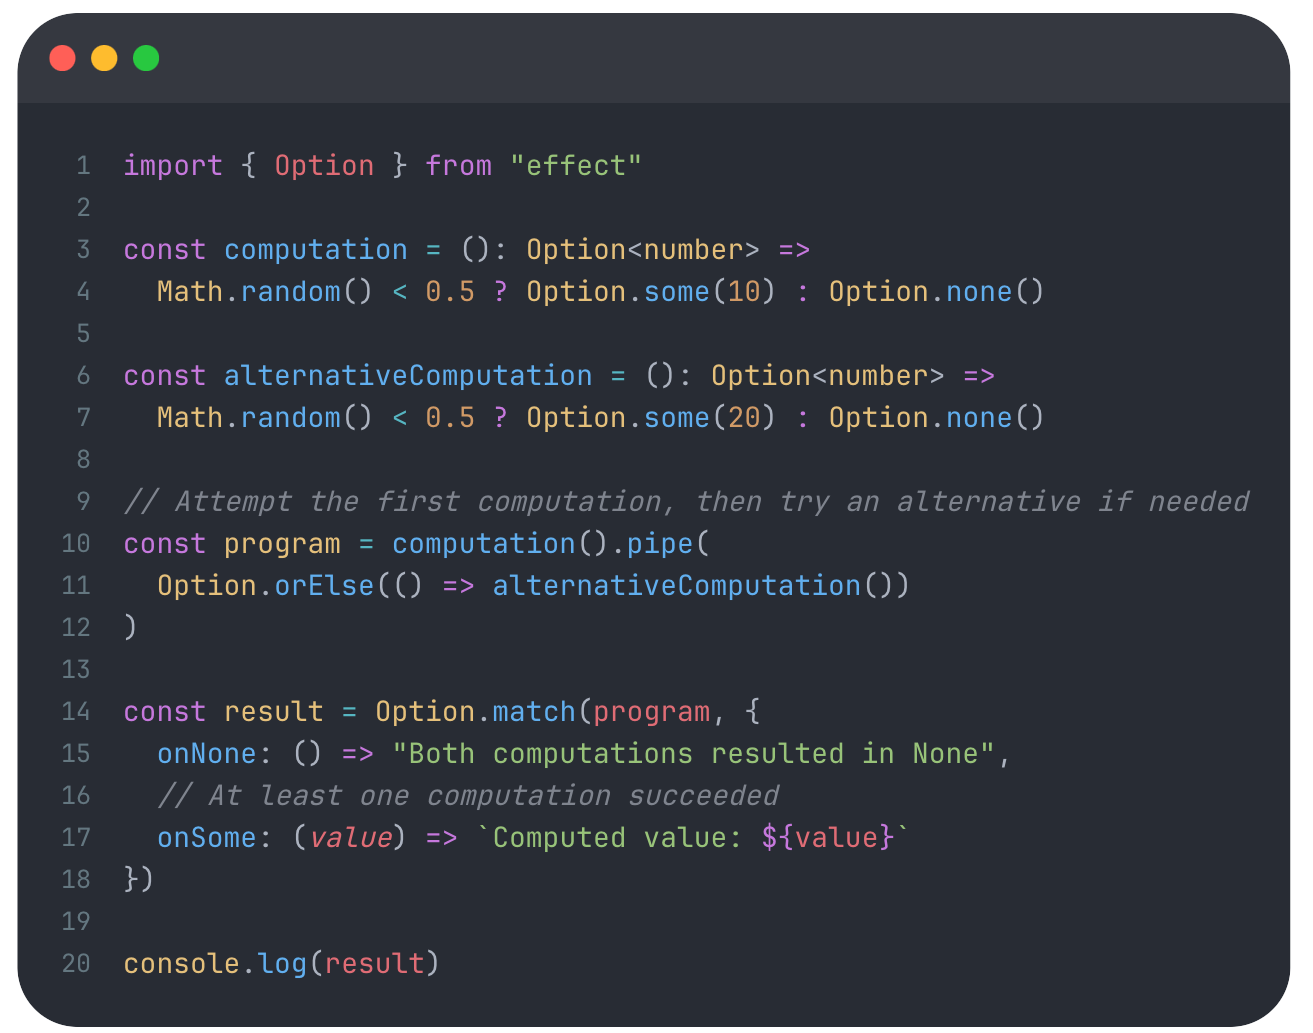 1 import { Option } from "effect"
2
3 const computation = (): Option<number> =>
4   Math.random() < 0.5 ? Option.some(10) : Option.none()
5
6 const alternativeComputation = (): Option<number> =>
7   Math.random() < 0.5 ? Option.some(20) : Option.none()
8
9 // Attempt the first computation, then try an alternative if needed
10 const program = computation().pipe(
11   Option.orElse(() => alternativeComputation())
12 )
13
14 const result = Option.match(program, {
15   onNone: () => "Both computations resulted in None",
16   // At least one computation succeeded
17   onSome: (value) => `Computed value: ${value}`
18 })
19
20 console.log(result)